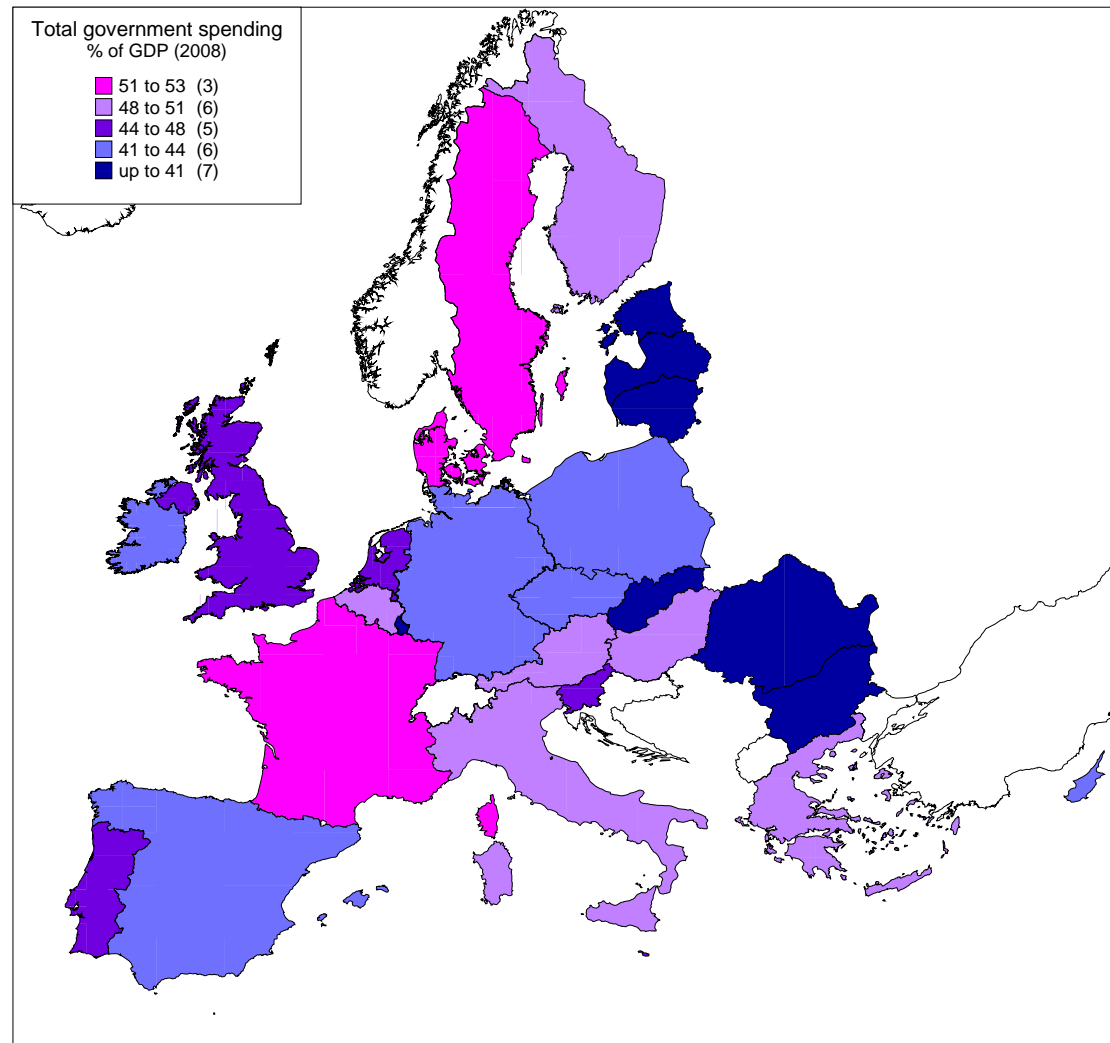 Total government spending
% of GDP (2008)
51 to 53 (3)
48 to 51 (6)
44 to 48 (5)
41 to 44 (6)
up to 41 (7)